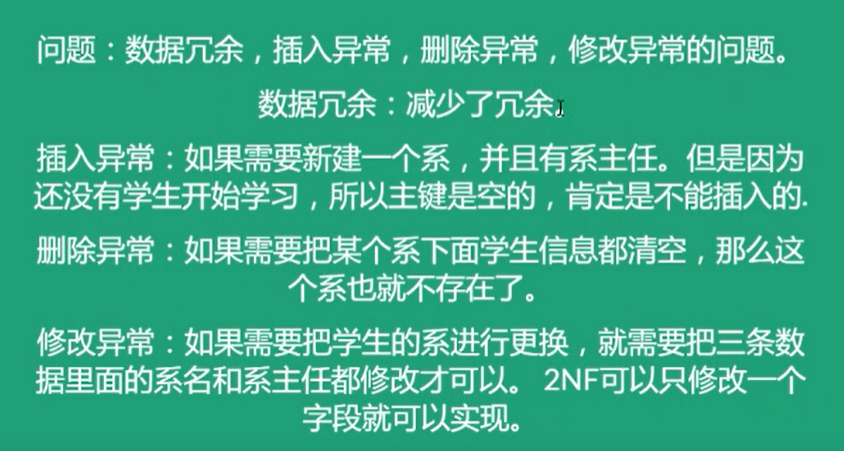 问题：数据冗余，插入异常，删除异常，修改异常的问题。
数据冗余：减少了冗余。
插入异常：如果需要新建一个系，并且有系主任。但是因为
还没有学生开始学习，所以主键是空的，肯定是不能插入的.
删除异常：如果需要把某个系下面学生信息都清空，那么这
个系也就不存在了。
修改异常：如果需要把学生的系进行更换，就需要把三条数
据里面的系名和系主任都修改才可以。 2NF可以只修改一个
字段就可以实现。